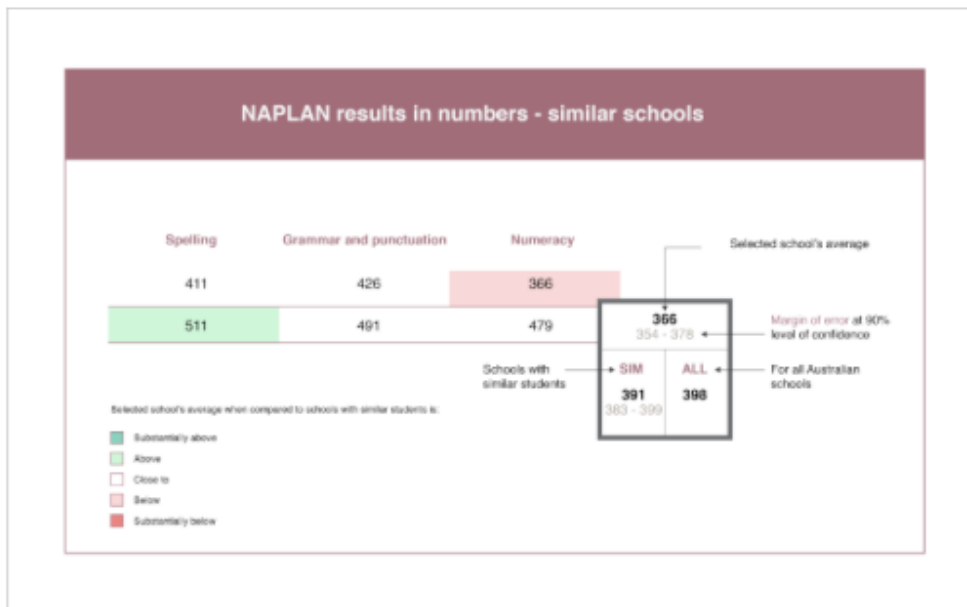 NAPLAN results in numbers - similar schools
Spelling Grammar and punctuation Numeracy
Selected school's average
411 426 366
511 491 479
366
354 - 378
Margin of error at 90%
level of confidence
Schools with
similar students
SIM ALL
For all Australian
schools
391 398
383 - 399
Selected school's average when compared to schools with similar students is:
Substantially above
Above
Close to
Below
Substantially below